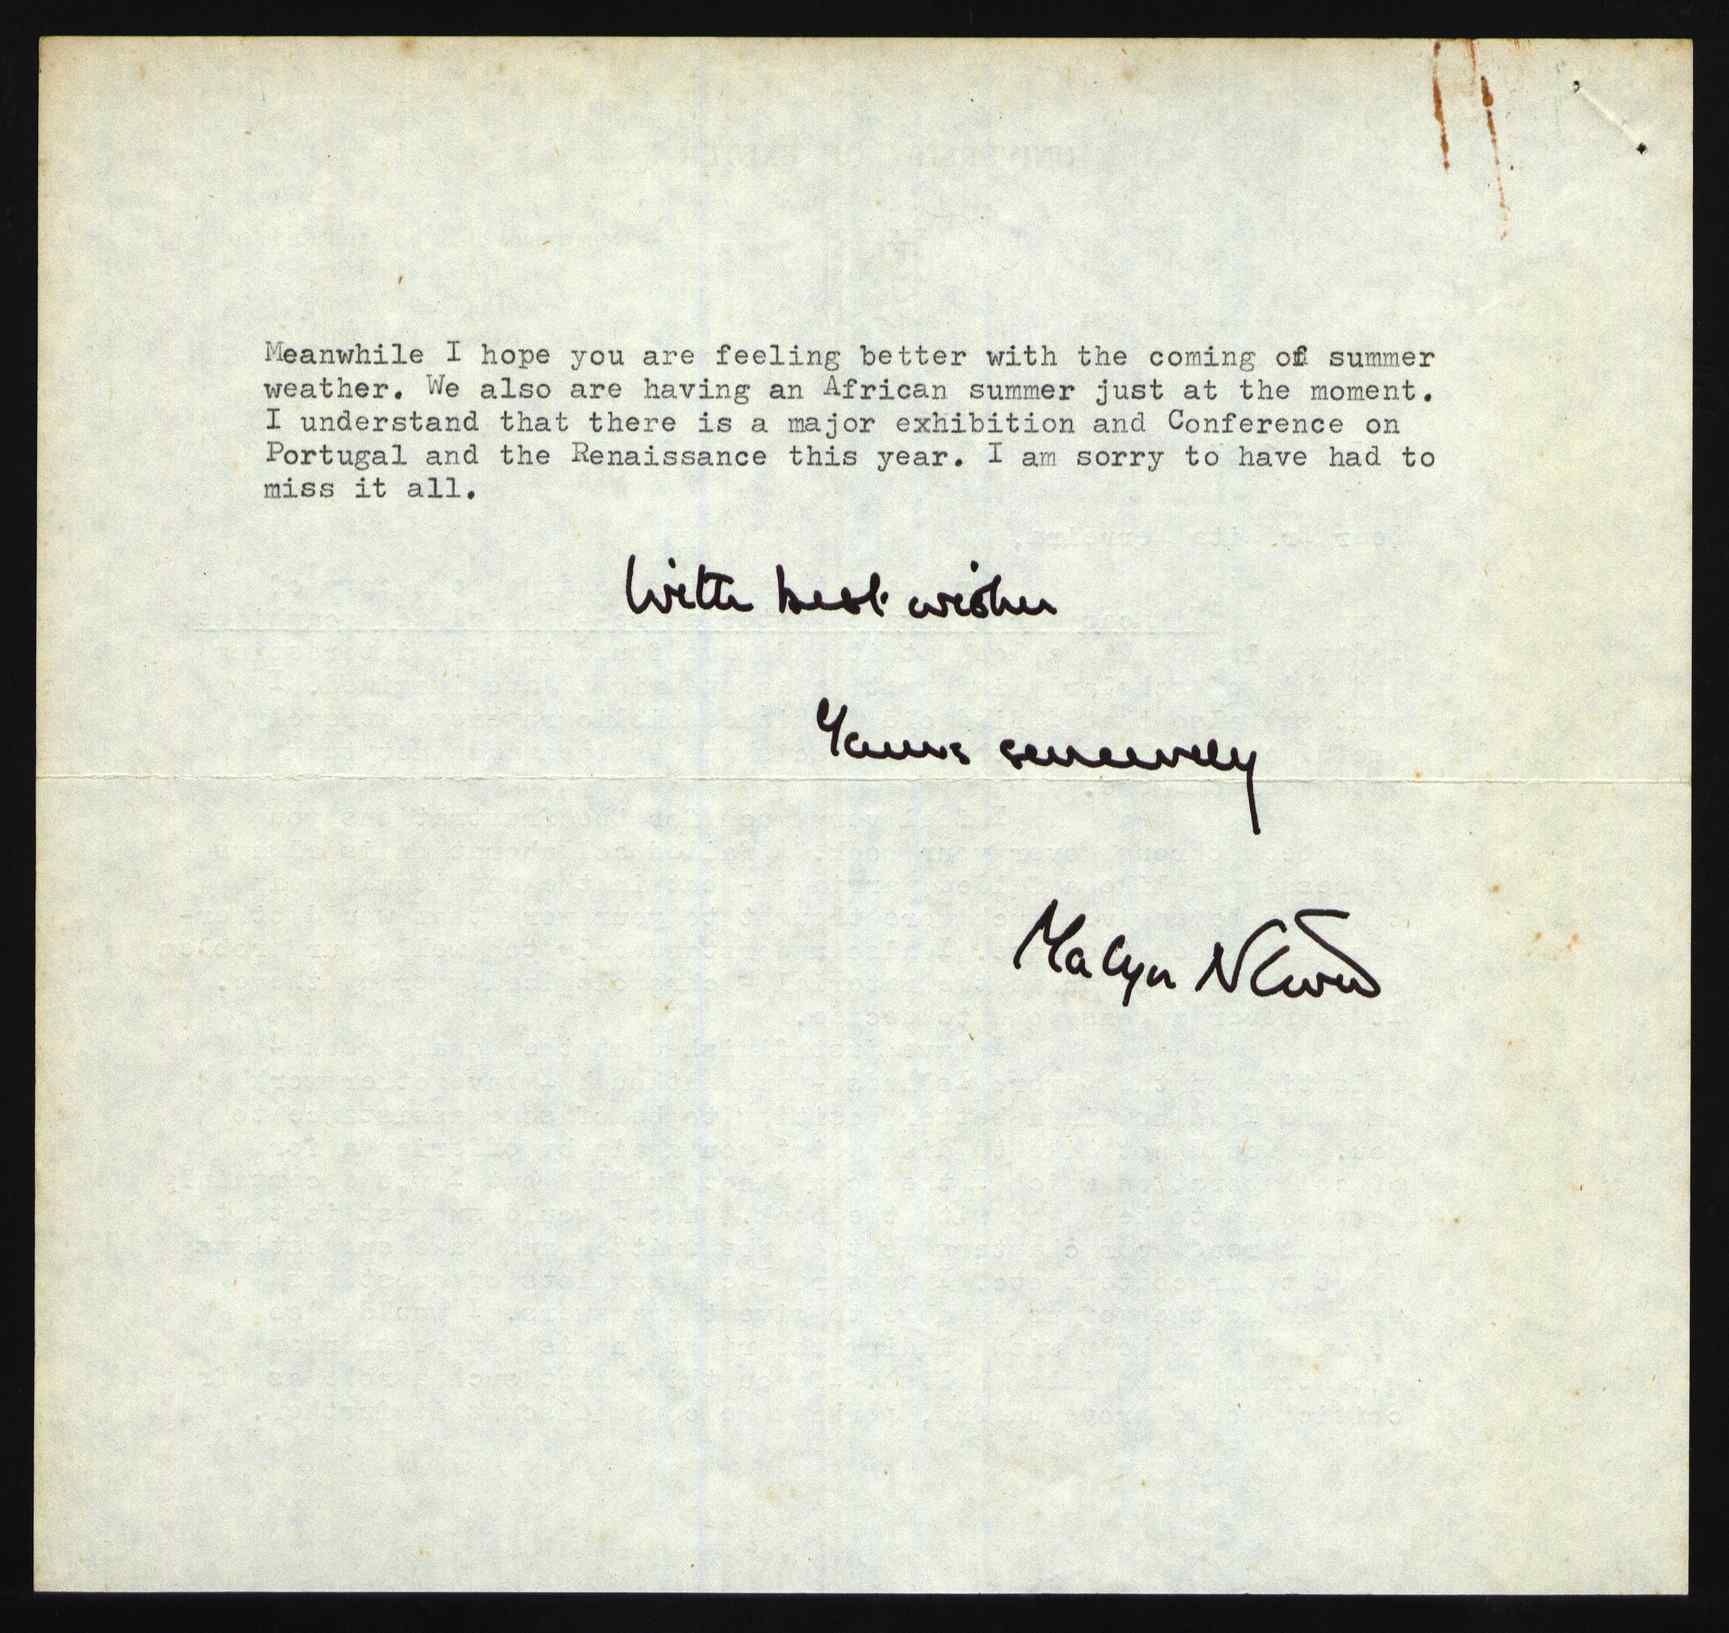 Meanwhile I hope you are feeling better with the coming of summer
weather. We also are having an African summer just at the moment.
I understand that there is a major exhibition and Conference on
Portugal and the Renaissance this year. I am sorry to have had to
miss it all.
With best wishes
Yours sincerely
Malyn Newitt